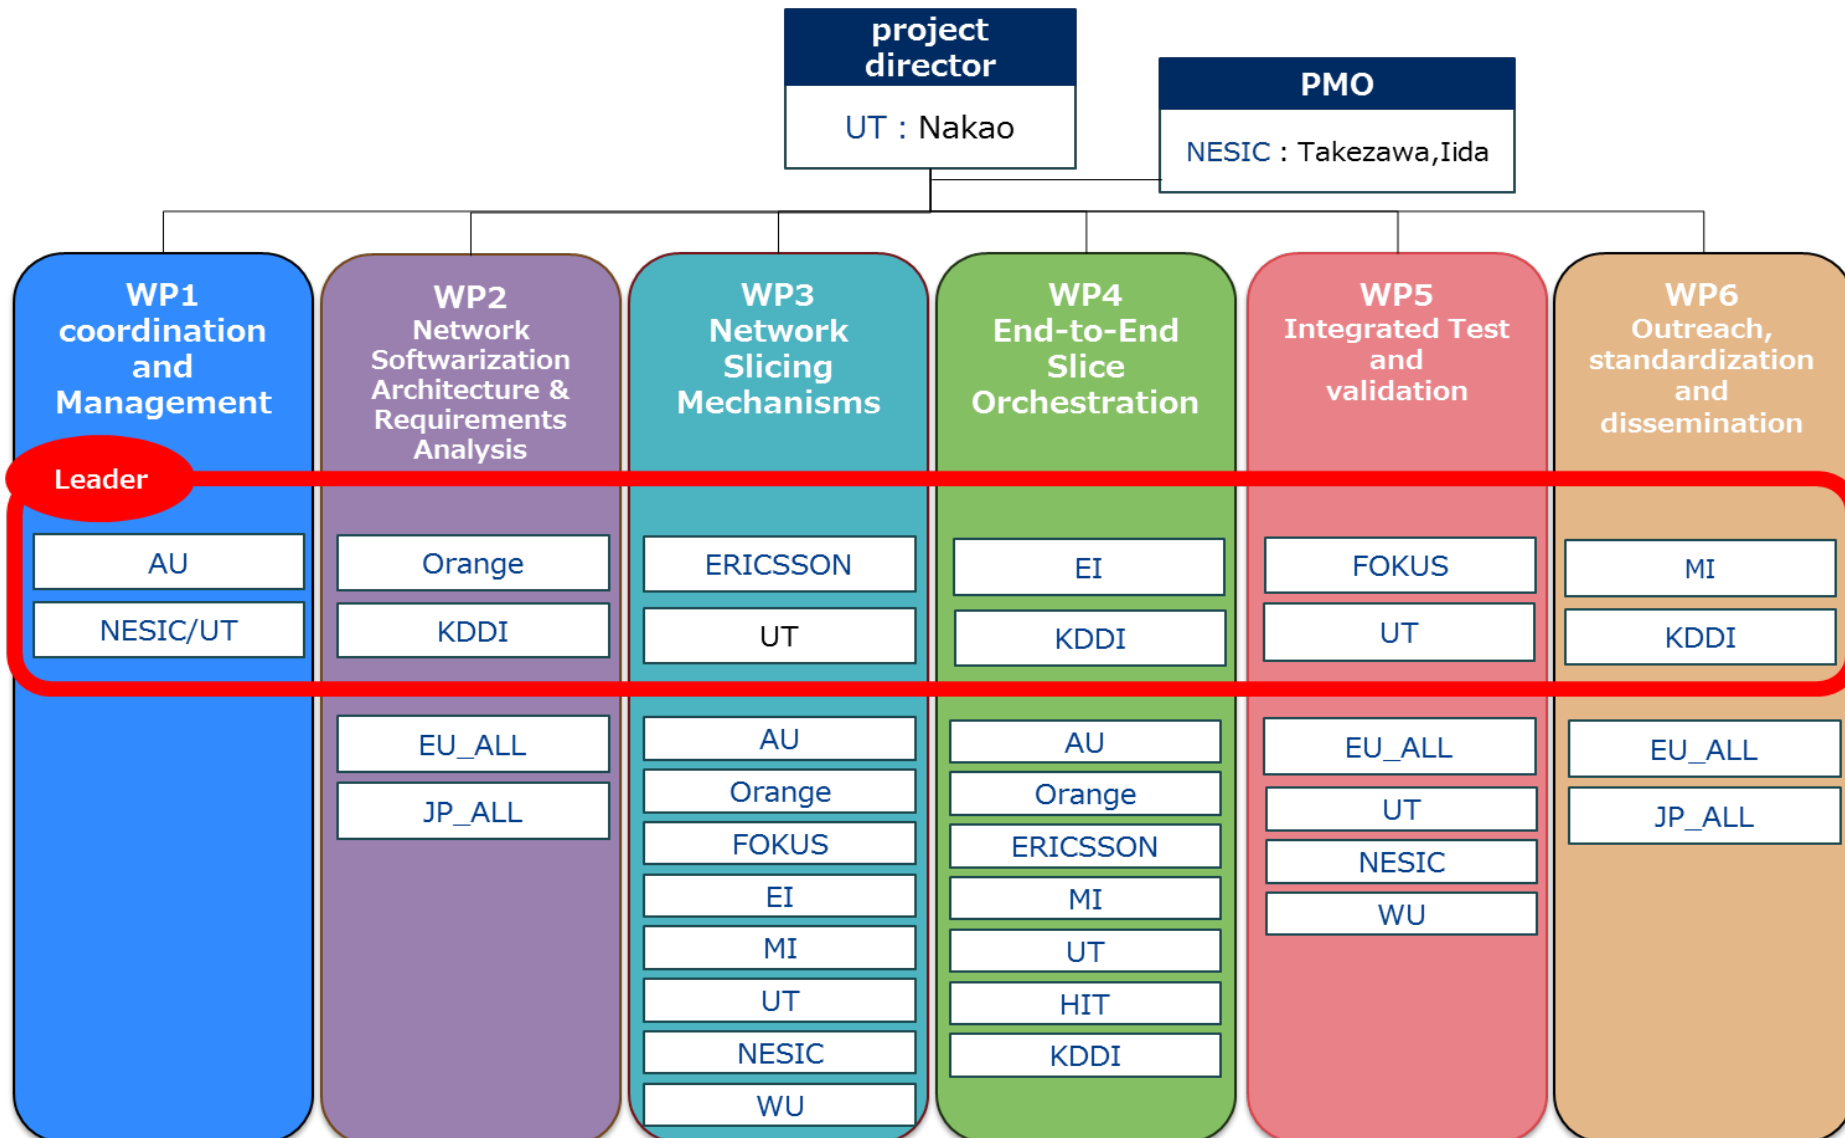 project
director
UT : Nakao
PMO
NESIC : Takezawa,Iida
WP1
coordination
and
Management
WP2
Network
Softwarization
Architecture &
Requirements
Analysis
WP3
Network
Slicing
Mechanisms
WP4
End-to-End
Slice
Orchestration
WP5
Integrated Test
and
validation
WP6
Outreach,
standardization
and
dissemination
Leader
AU
NESIC/UT
Orange
KDDI
ERICSSON
UT
EI
KDDI
FOKUS
UT
MI
KDDI
EU_ALL
JP_ALL
AU
Orange
FOKUS
EI
MI
UT
NESIC
WU
AU
Orange
ERICSSON
MI
UT
HIT
KDDI
EU_ALL
UT
NESIC
WU
EU_ALL
JP_ALL